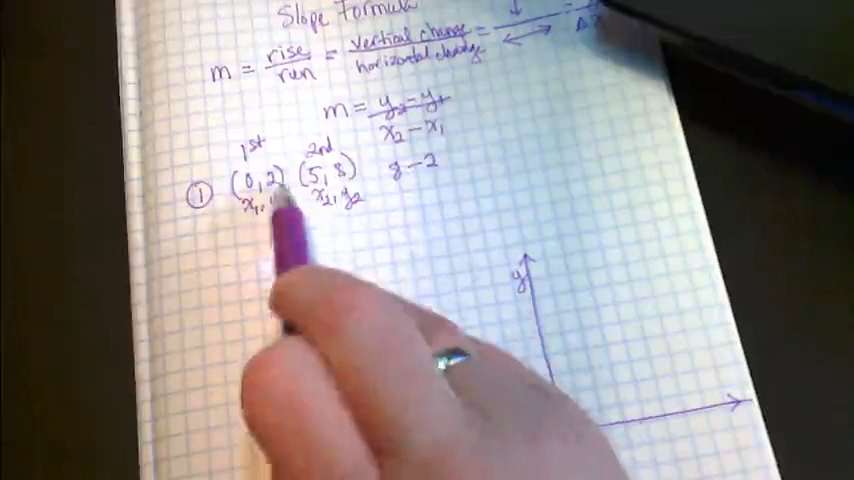 Slope Formula
m = rise/run = vertical change/horizontal change =
m = y₂-y₁/x₂-x₁
1st 2nd
① (0,2) (5,8) 8-2
x₁, x₂,y₂
y